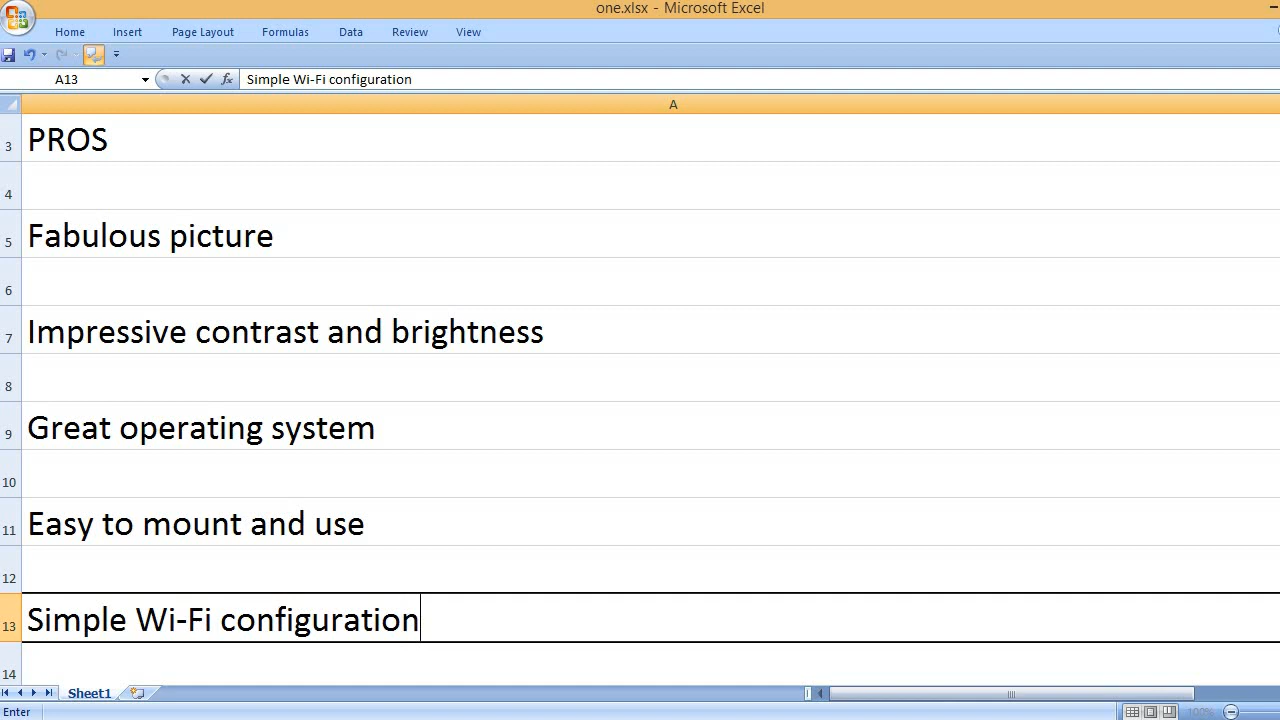 one.xlsx - Microsoft Excel
Home Insert Page Layout Formulas Data Review View
A13 fx Simple Wi-Fi configuration
A
3 PROS
4
5 Fabulous picture
6
7 Impressive contrast and brightness
8
9 Great operating system
10
11 Easy to mount and use
12
13 Simple Wi-Fi configuration
14
Sheet1
Enter 100%